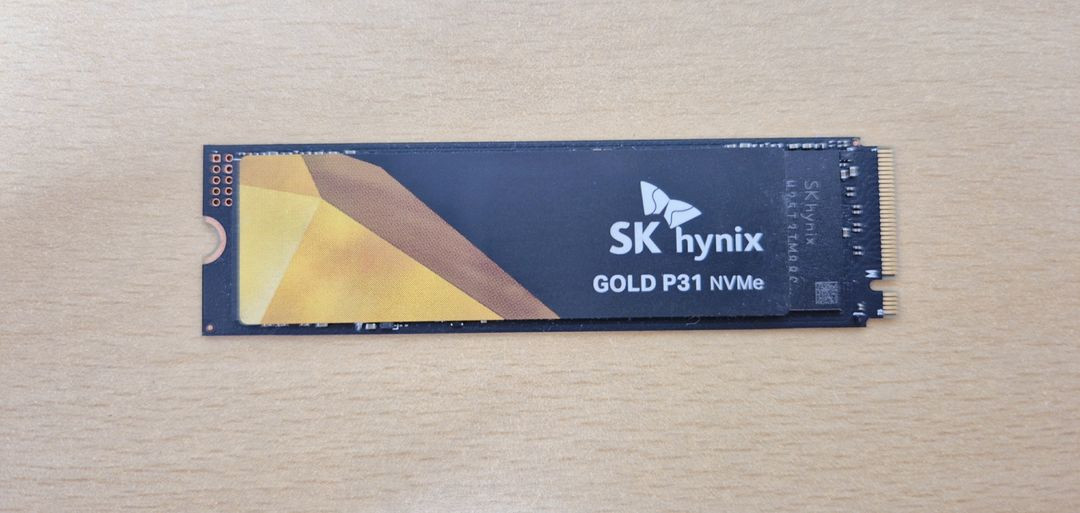 SK hynix
GOLD P31 NVMe
SK hynix
M